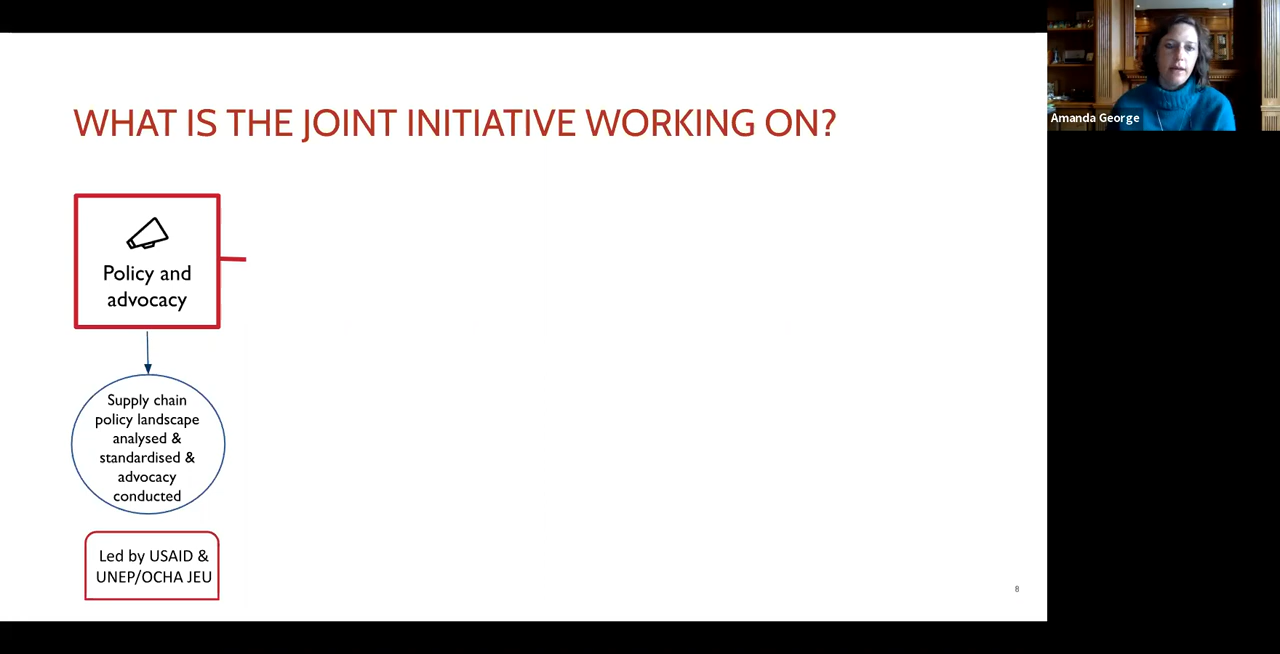 Amanda George
WHAT IS THE JOINT INITIATIVE WORKING ON?
Policy and
advocacy
Supply chain
policy landscape
analysed &
standardised &
advocacy
conducted
Led by USAID &
UNEP/OCHA JEU
8